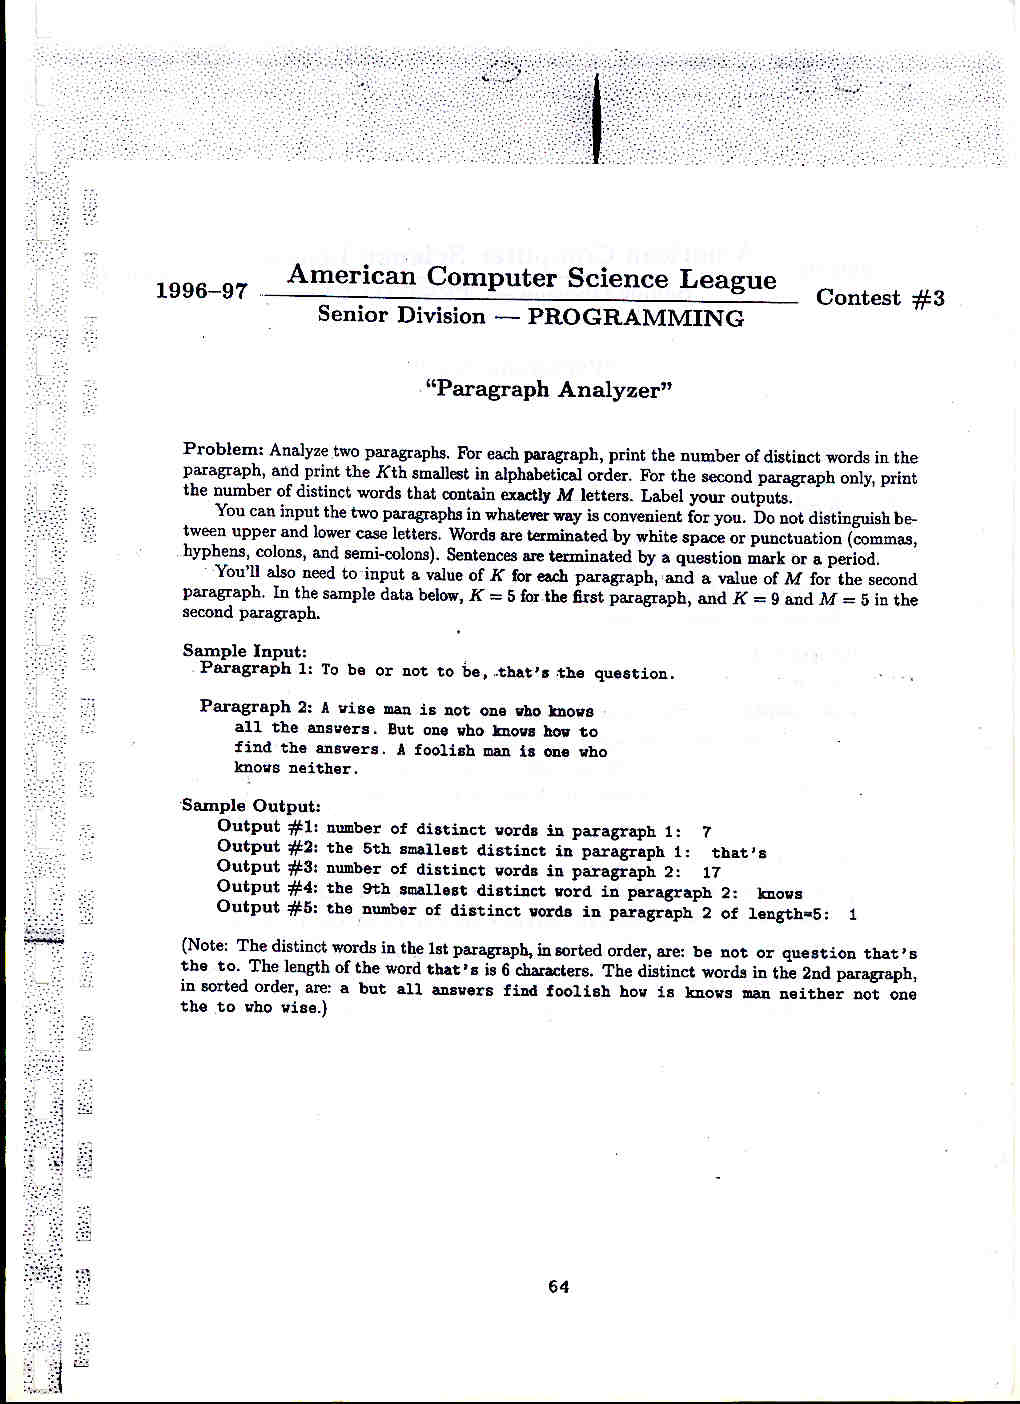 American Computer Science League
1996–97
Contest #3
Senior Division — PROGRAMMING
“Paragraph Analyzer”
Problem: Analyze two paragraphs. For each paragraph, print the number of distinct words in the
paragraph, and print the Kth smallest in alphabetical order. For the second paragraph only, print
the number of distinct words that contain exactly M letters. Label your outputs.
You can input the two paragraphs in whatever way is convenient for you. Do not distinguish be-
tween upper and lower case letters. Words are terminated by white space or punctuation (commas,
hyphens, colons, and semi-colons). Sentences are terminated by a question mark or a period.
You'll also need to input a value of K for each paragraph, and a value of M for the second
paragraph. In the sample data below, K = 5 for the first paragraph, and K = 9 and M = 5 in the
second paragraph.
Sample Input:
Paragraph 1: To be or not to be, that's the question.
Paragraph 2: A wise man is not one who knows
all the answers. But one who knows how to
find the answers. A foolish man is one who
knows neither.
Sample Output:
Output #1: number of distinct words in paragraph 1: 7
Output #2: the 5th smallest distinct in paragraph 1: that's
Output #3: number of distinct words in paragraph 2: 17
Output #4: the 9th smallest distinct word in paragraph 2: knows
Output #5: the number of distinct words in paragraph 2 of length=5: 1
(Note: The distinct words in the 1st paragraph, in sorted order, are: be not or question that's
the to. The length of the word that's is 6 characters. The distinct words in the 2nd paragraph,
in sorted order, are: a but all answers find foolish how is knows man neither not one
the to who wise.)
64